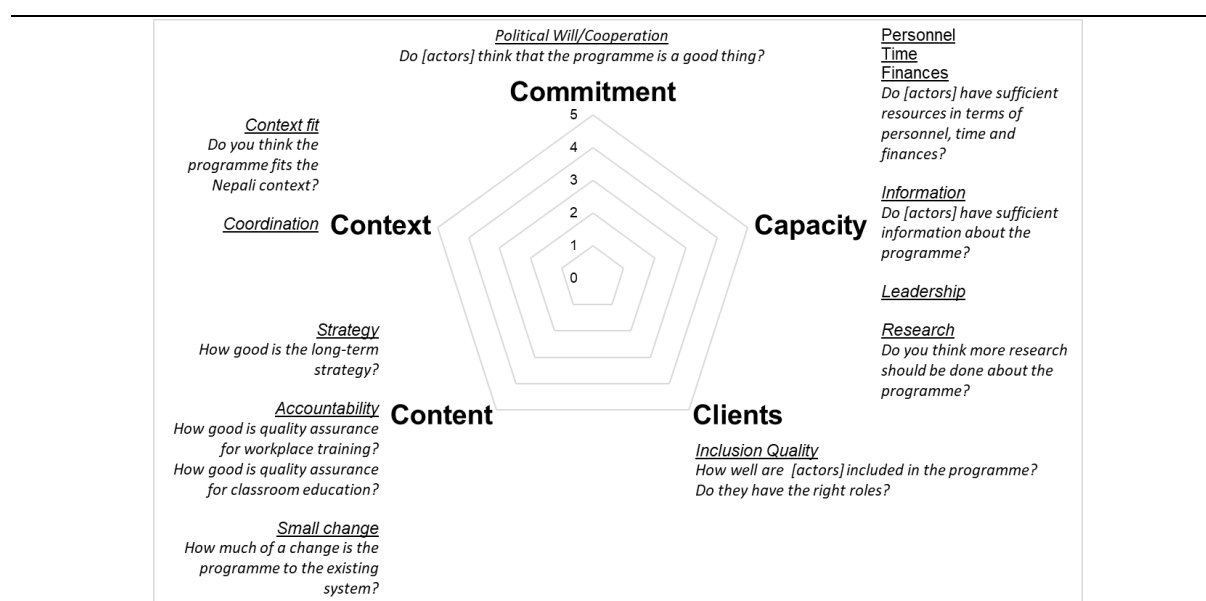 Political Will/Cooperation
Do [actors] think that the programme is a good thing?
Commitment
5
4
3
2
1
0
Personnel
Time
Finances
Do [actors] have sufficient
resources in terms of
personnel, time and
finances?
Information
Do [actors] have sufficient
information about the
programme?
Leadership
Research
Do you think more research
should be done about the
programme?
Capacity
Clients
Inclusion Quality
How well are [actors] included in the programme?
Do they have the right roles?
Content
Strategy
How good is the long-term
strategy?
Accountability
How good is quality assurance
for workplace training?
How good is quality assurance
for classroom education?
Small change
How much of a change is the
programme to the existing
system?
Context
Context fit
Do you think the
programme fits the
Nepali context?
Coordination